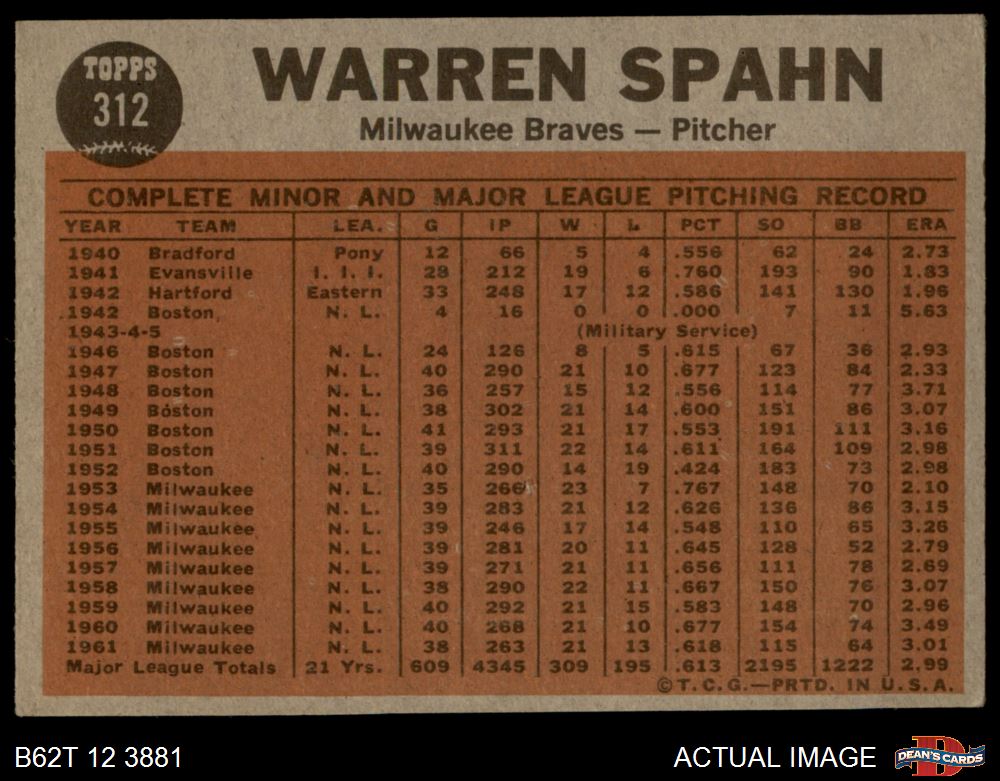 TOPPS
312
WARREN SPAHN
Milwaukee Braves — Pitcher
COMPLETE MINOR AND MAJOR LEAGUE PITCHING RECORD
YEAR TEAM LEA. G IP W L PCT SO BB ERA
1940 Bradford Pony 12 66 5 4 .556 62 24 2.73
1941 Evansville I. I. I. 28 212 19 6 .760 193 90 1.83
1942 Hartford Eastern 33 248 17 12 .586 141 130 1.96
1942 Boston N. L. 4 16 0 0 .000 7 11 5.63
1943-4-5 (Military Service)
1946 Boston N. L. 24 126 8 5 .615 67 36 2.93
1947 Boston N. L. 40 290 21 10 .677 123 84 2.33
1948 Boston N. L. 36 257 15 12 .556 114 77 3.71
1949 Boston N. L. 38 302 21 14 .600 151 86 3.07
1950 Boston N. L. 41 293 21 17 .553 191 111 3.16
1951 Boston N. L. 39 311 22 14 .611 164 109 2.98
1952 Boston N. L. 40 290 14 19 .424 183 73 2.98
1953 Milwaukee N. L. 35 266 23 7 .767 148 70 2.10
1954 Milwaukee N. L. 39 283 21 12 .626 136 86 3.15
1955 Milwaukee N. L. 39 246 17 14 .548 110 65 3.26
1956 Milwaukee N. L. 39 281 20 11 .645 128 52 2.79
1957 Milwaukee N. L. 39 271 21 11 .656 111 78 2.69
1958 Milwaukee N. L. 38 290 22 11 .667 150 76 3.07
1959 Milwaukee N. L. 40 292 21 15 .583 148 70 2.96
1960 Milwaukee N. L. 40 268 21 10 .677 154 74 3.49
1961 Milwaukee N. L. 38 263 21 13 .618 115 64 3.01
Major League Totals 21 Yrs. 609 4345 309 195 .613 2195 1222 2.99
©T.C.G.—PRTD. IN U.S.A.
B62T 12 3881 ACTUAL IMAGE
D
DEAN'S CARDS